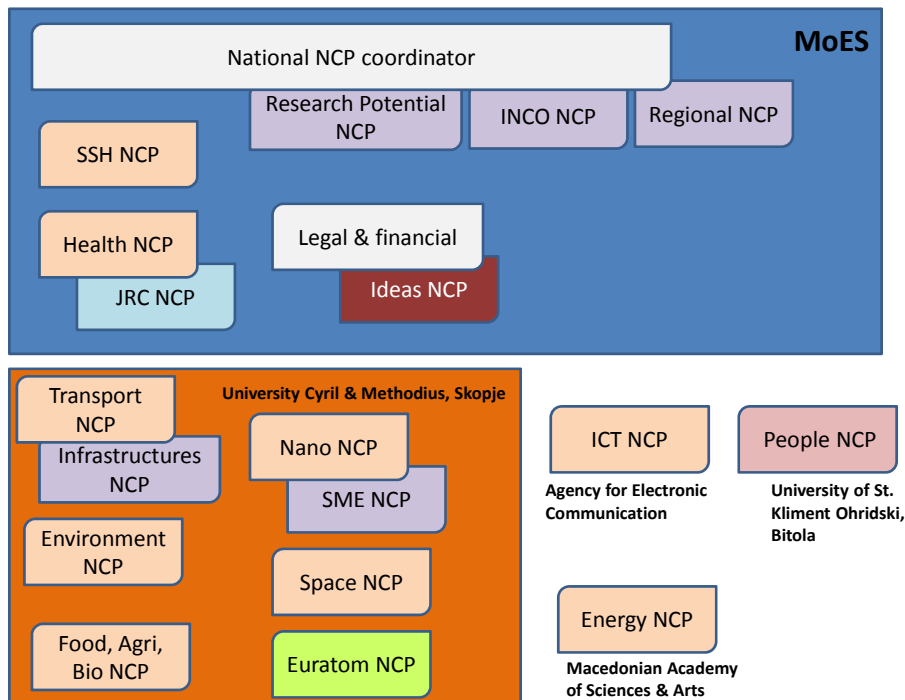 MoES
National NCP coordinator
Research Potential
NCP
INCO NCP
Regional NCP
SSH NCP
Health NCP
JRC NCP
Legal & financial
Ideas NCP
University Cyril & Methodius, Skopje
Transport
NCP
Infrastructures
NCP
Nano NCP
SME NCP
Environment
NCP
Space NCP
Food, Agri,
Bio NCP
Euratom NCP
ICT NCP
Agency for Electronic
Communication
People NCP
University of St.
Kliment Ohridski,
Bitola
Energy NCP
Macedonian Academy
of Sciences & Arts